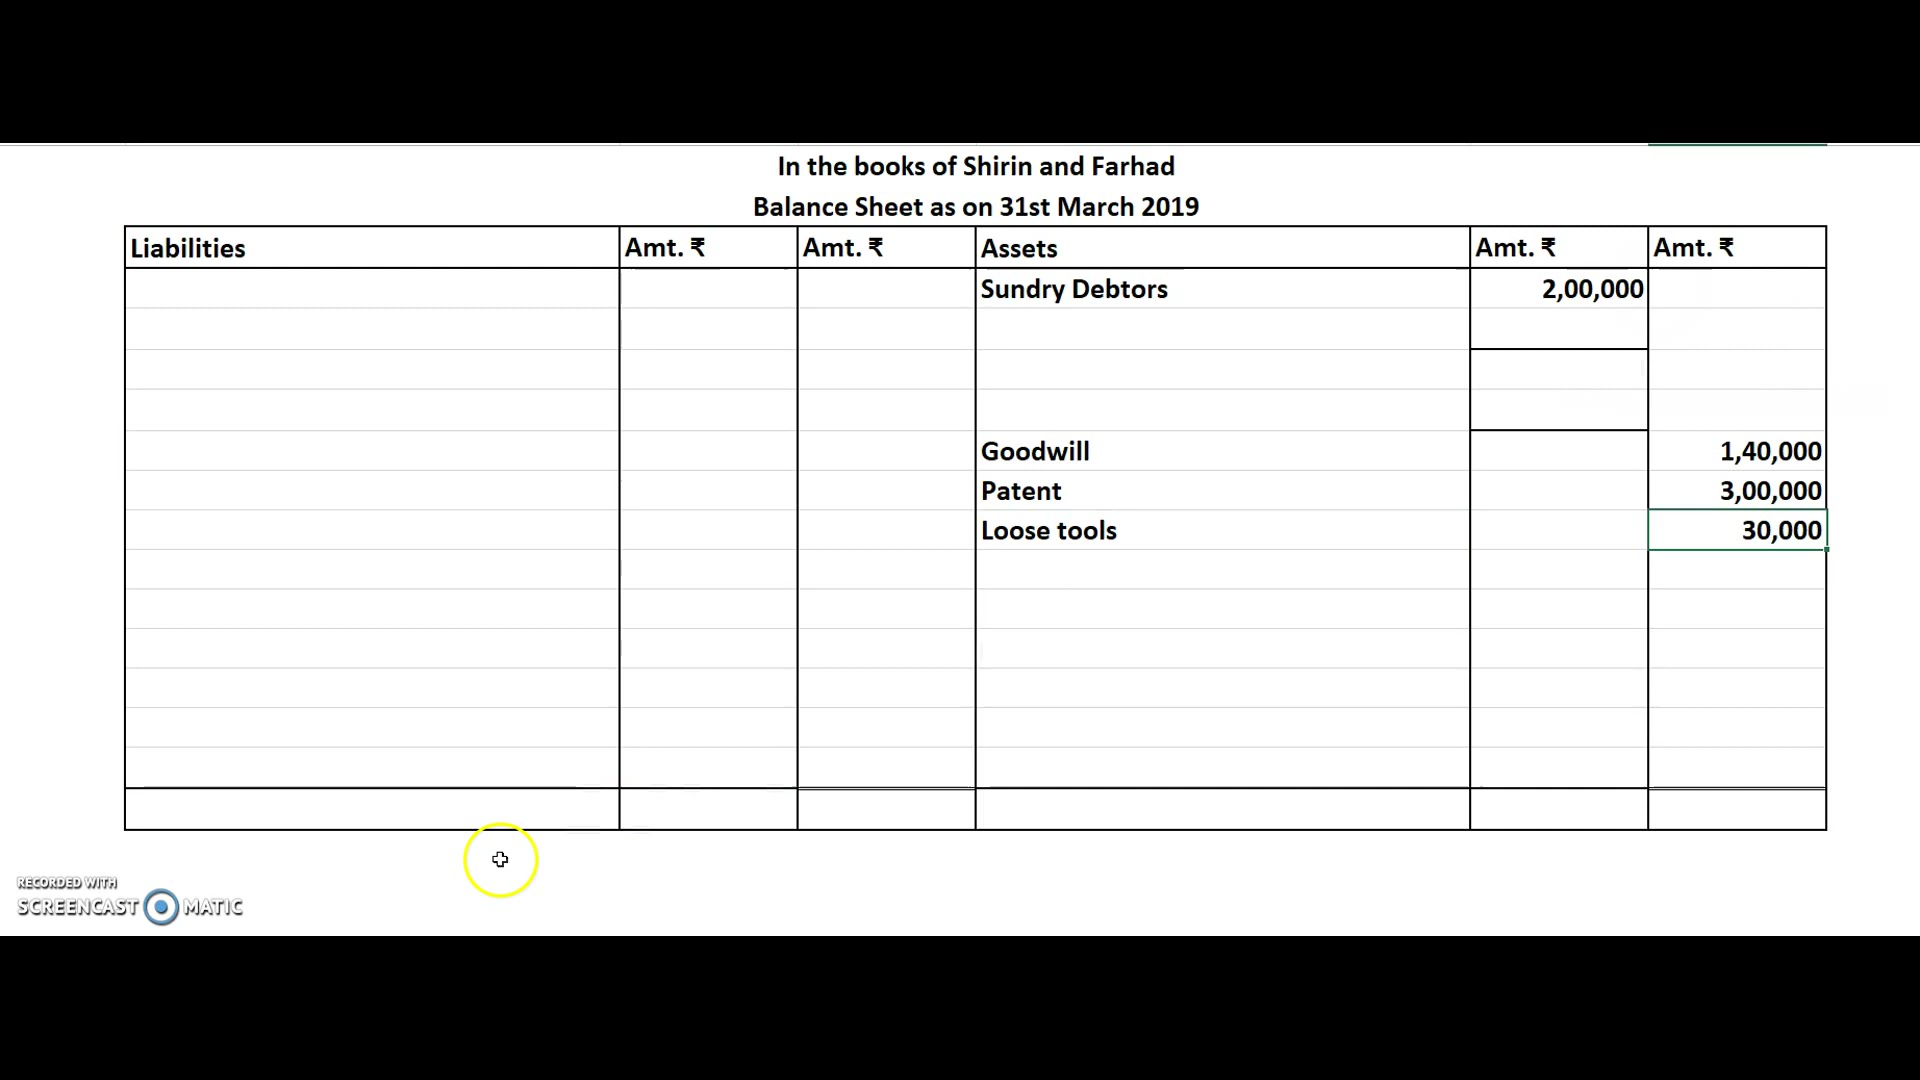 In the books of Shirin and Farhad
Balance Sheet as on 31st March 2019
Liabilities Amt. ₹ Amt. ₹ Assets Amt. ₹ Amt. ₹
Sundry Debtors 2,00,000
Goodwill 1,40,000
Patent 3,00,000
Loose tools 30,000
RECORDED WITH
SCREENCAST MATIC